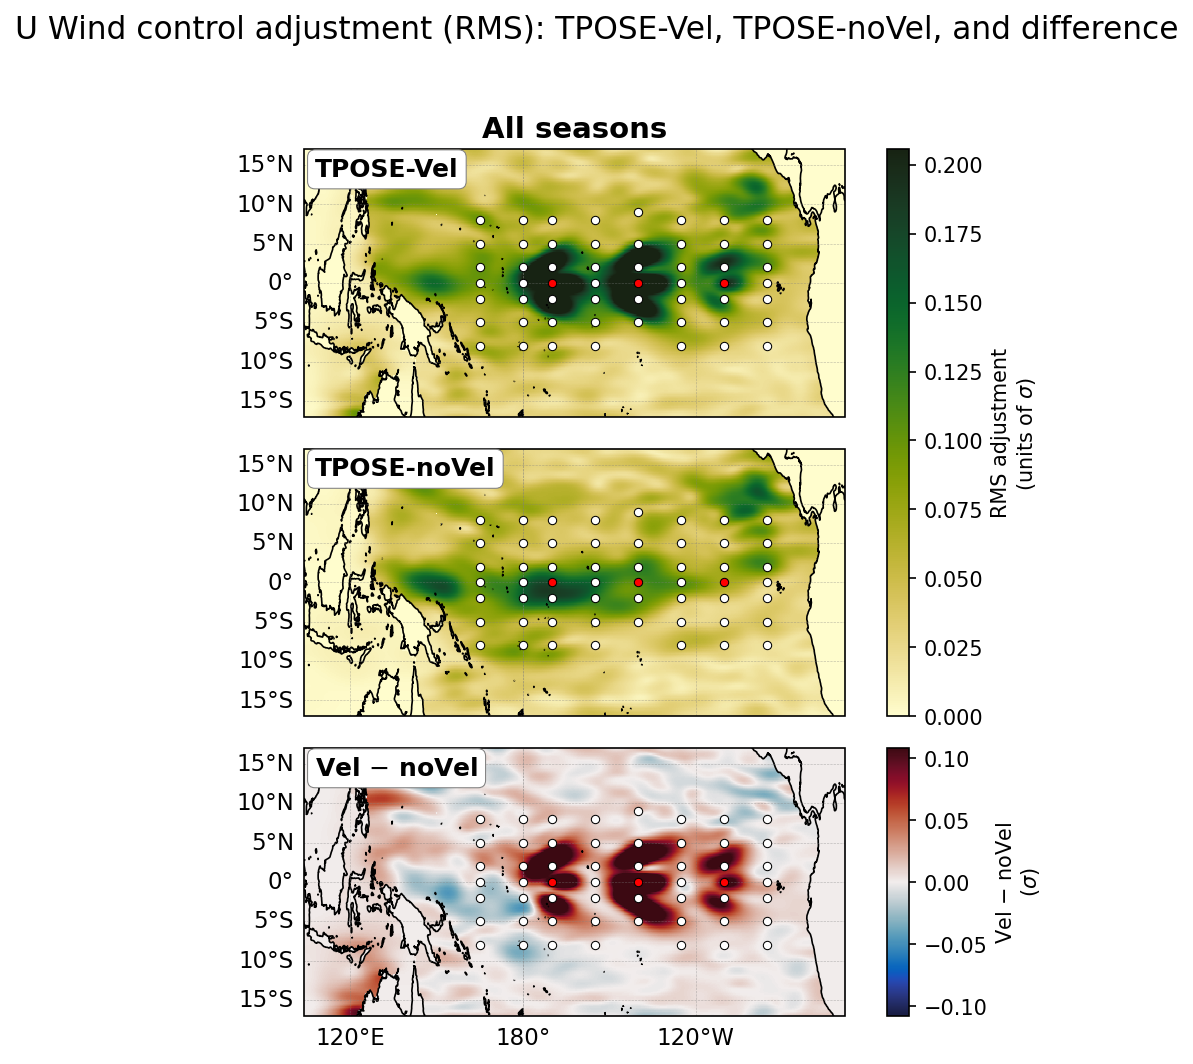 U Wind control adjustment (RMS): TPOSE-Vel, TPOSE-noVel, and difference
All seasons
TPOSE-Vel
15°N
10°N
5°N
0°
5°S
10°S
15°S
TPOSE-noVel
15°N
10°N
5°N
0°
5°S
10°S
15°S
0.200
0.175
0.150
0.125
0.100
0.075
0.050
0.025
0.000
RMS adjustment
(units of σ)
Vel − noVel
15°N
10°N
5°N
0°
5°S
10°S
15°S
120°E
180°
120°W
0.10
0.05
0.00
−0.05
−0.10
Vel − noVel
(σ)